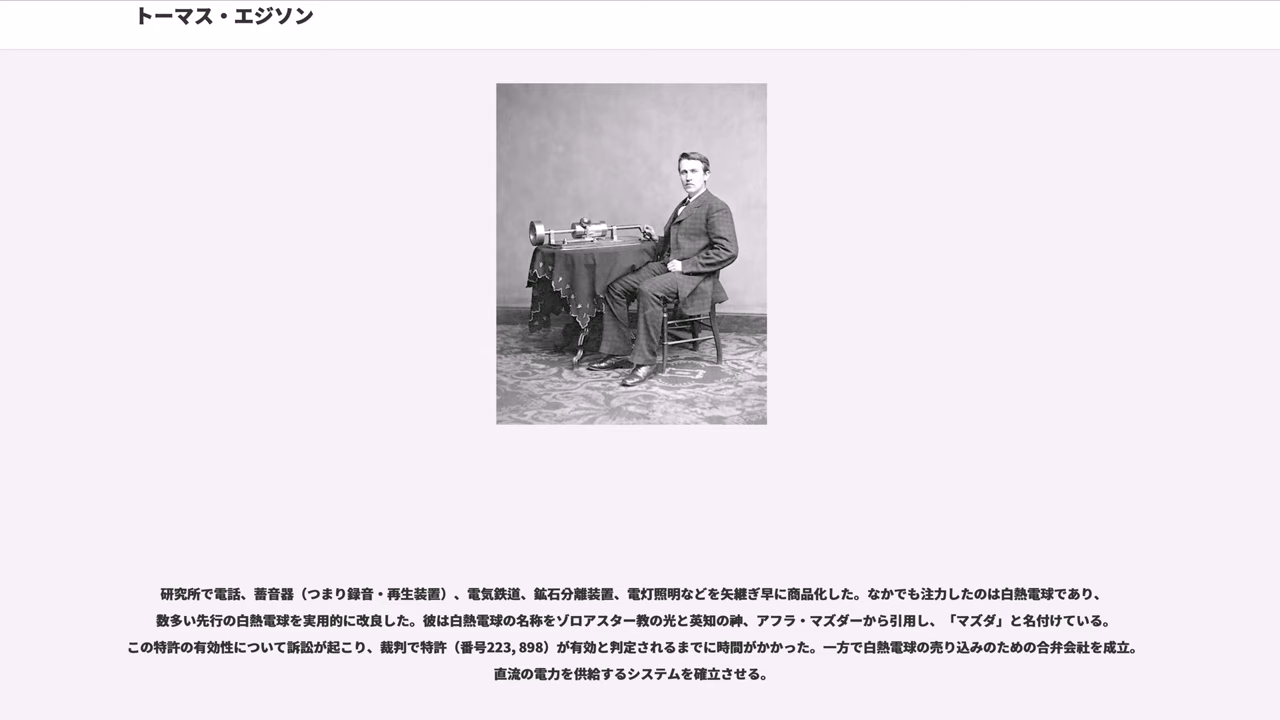 トーマス・エジソン
研究所で電話、蓄音器（つまり録音・再生装置）、電気鉄道、鉱石分離装置、電灯照明などを矢継ぎ早に商品化した。なかでも注力したのは白熱電球であり、
数多い先行の白熱電球を実用的に改良した。彼は白熱電球の名称をゾロアスター教の光と英知の神、アフラ・マズダーから引用し、「マズダ」と名付けている。
この特許の有効性について訴訟が起こり、裁判で特許（番号223, 898）が有効と判定されるまでに時間がかかった。一方で白熱電球の売り込みのための合弁会社を成立。
直流の電力を供給するシステムを確立させる。